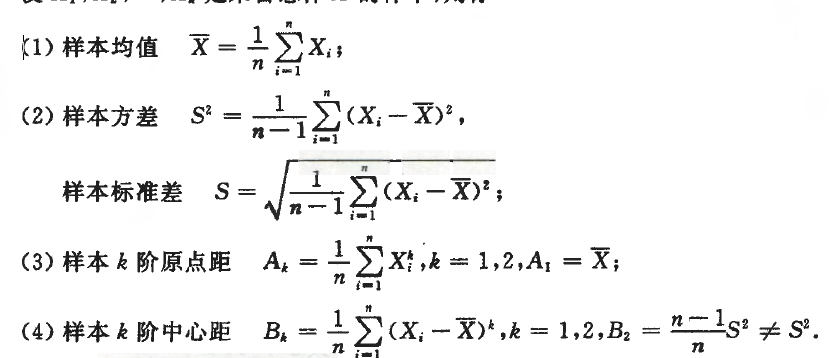 (1) 样本均值 X̄ = 1/n ∑_{i=1}^{n} X_i;
(2) 样本方差 S² = 1/(n−1) ∑_{i=1}^{n} (X_i − X̄)²,
样本标准差 S = √(1/(n−1) ∑_{i=1}^{n} (X_i − X̄)²);
(3) 样本 k 阶原点距 A_k = 1/n ∑_{i=1}^{n} X_i^k, k = 1,2, A_1 = X̄;
(4) 样本 k 阶中心距 B_k = 1/n ∑_{i=1}^{n} (X_i − X̄)^k, k = 1,2, B_2 = (n−1)/n S² ≠ S².